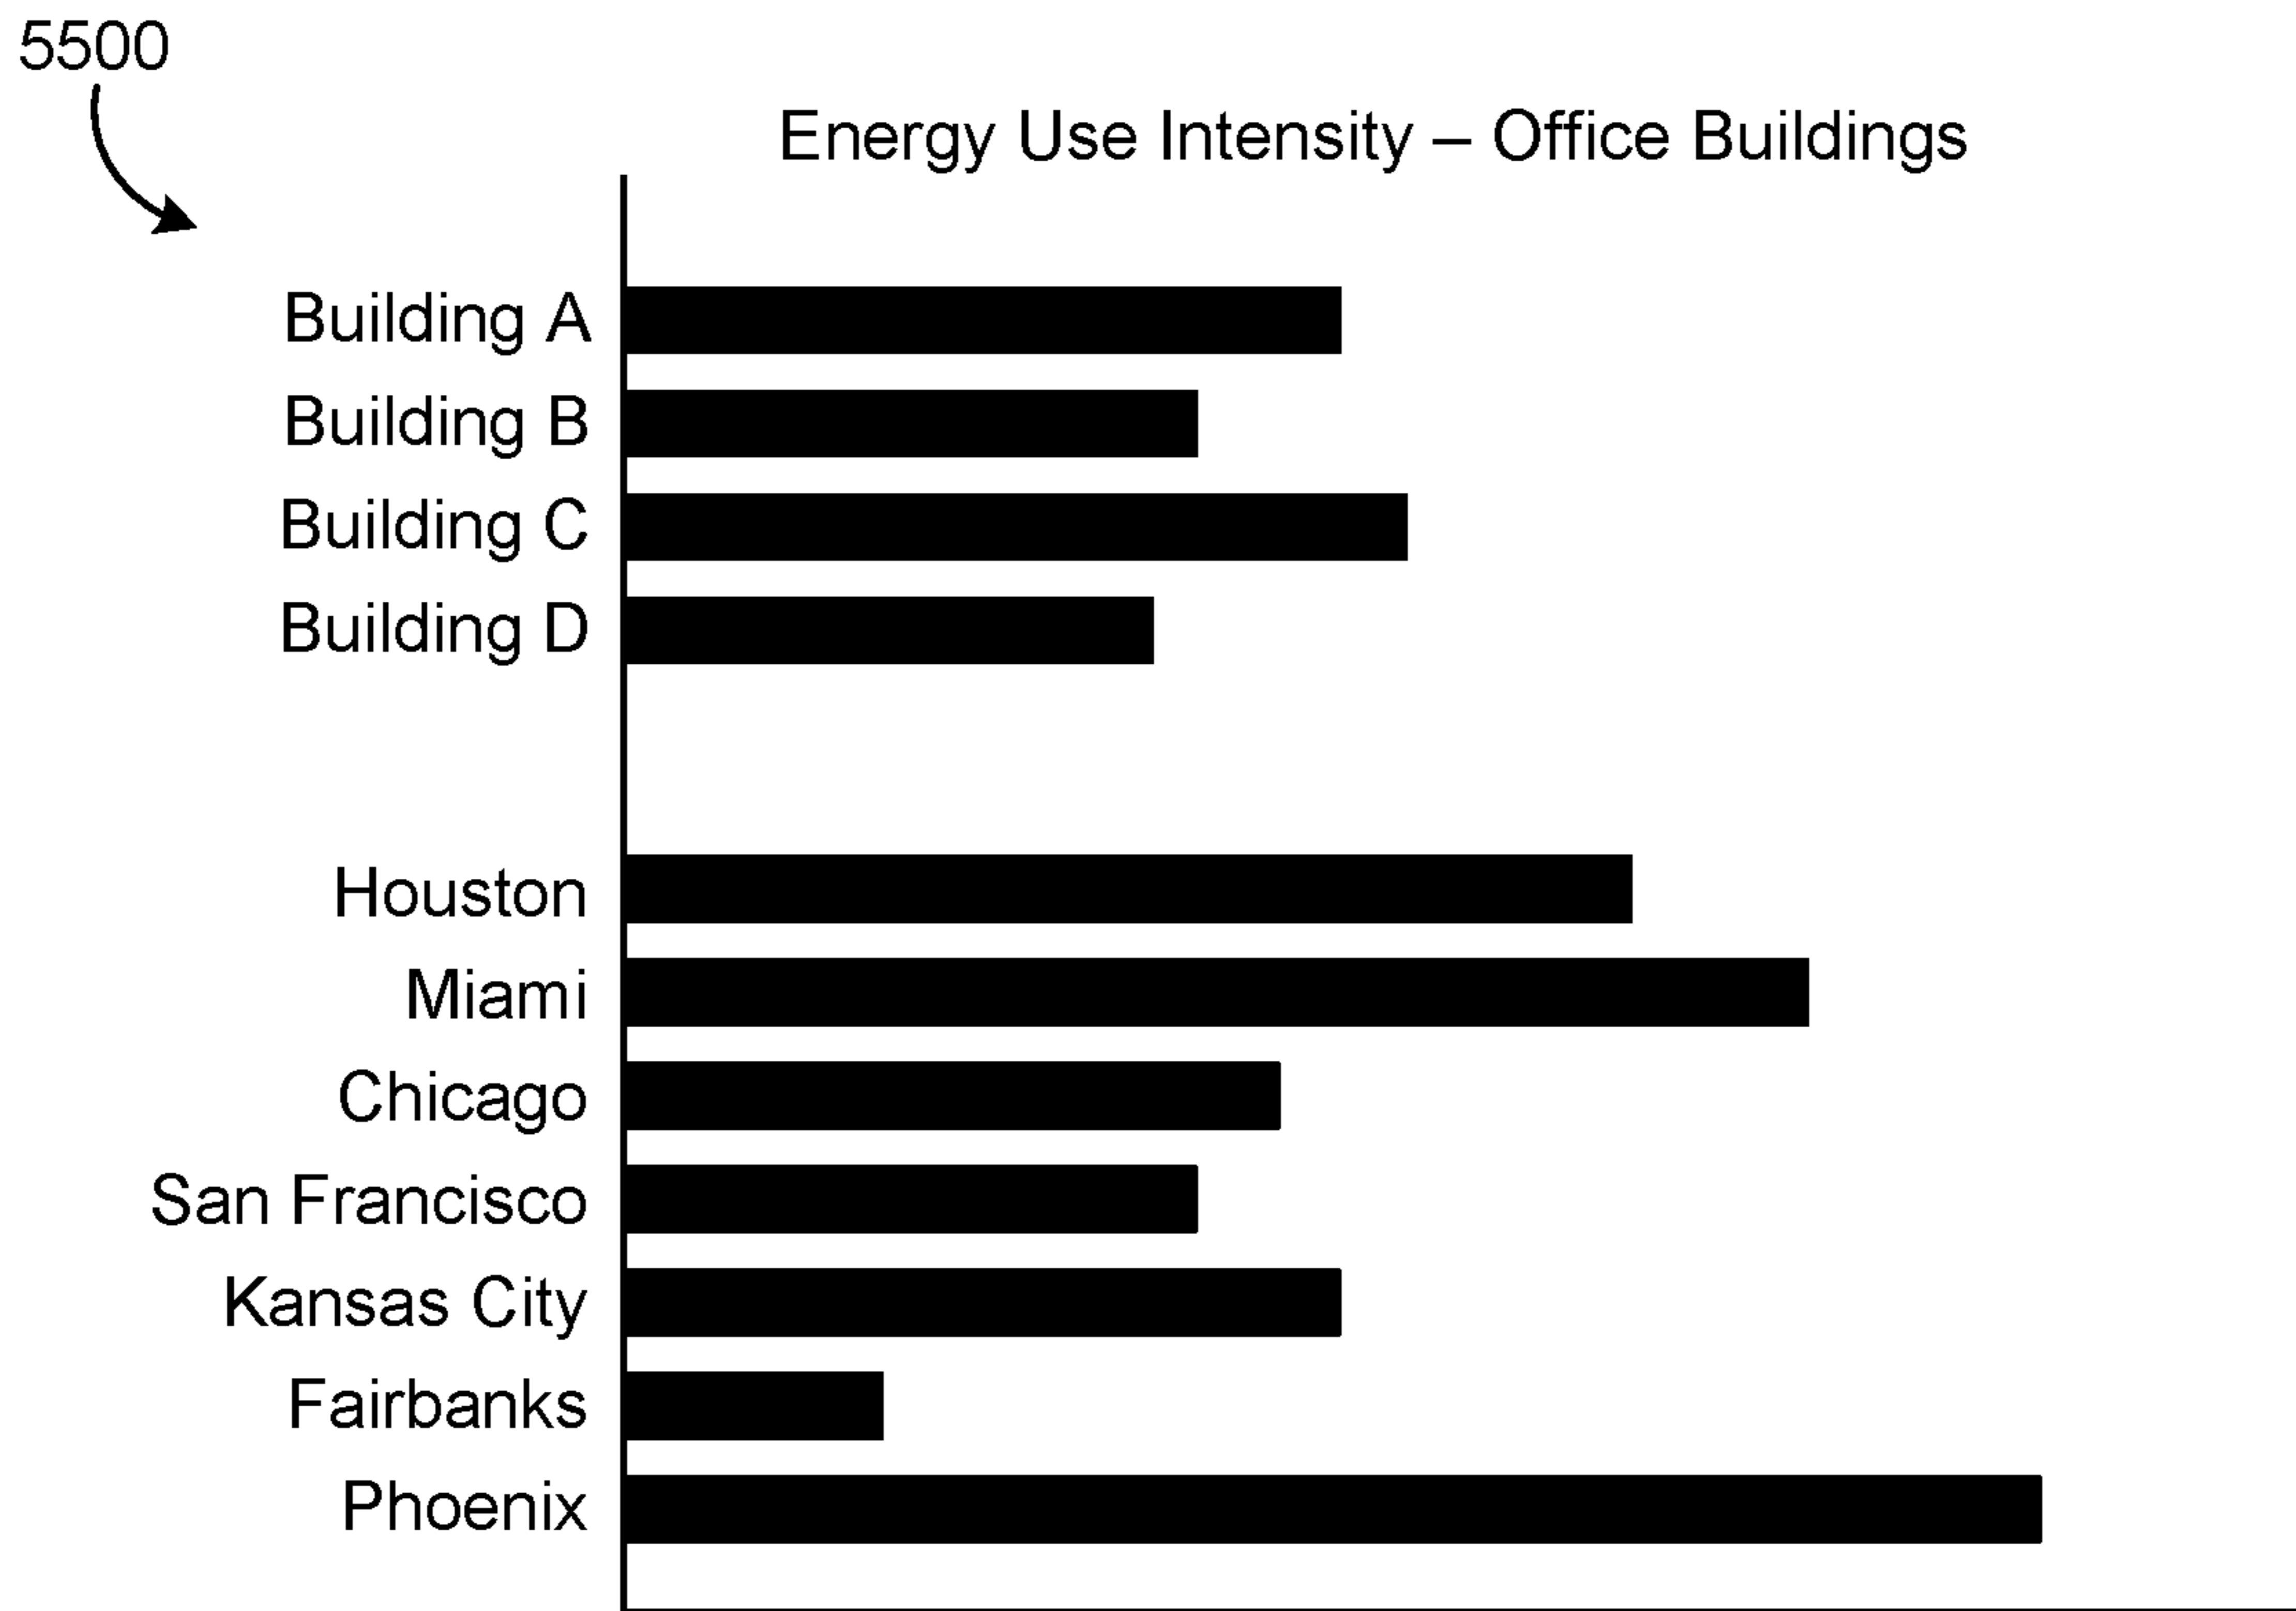 5500
Energy Use Intensity – Office Buildings
Building A
Building B
Building C
Building D
Houston
Miami
Chicago
San Francisco
Kansas City
Fairbanks
Phoenix